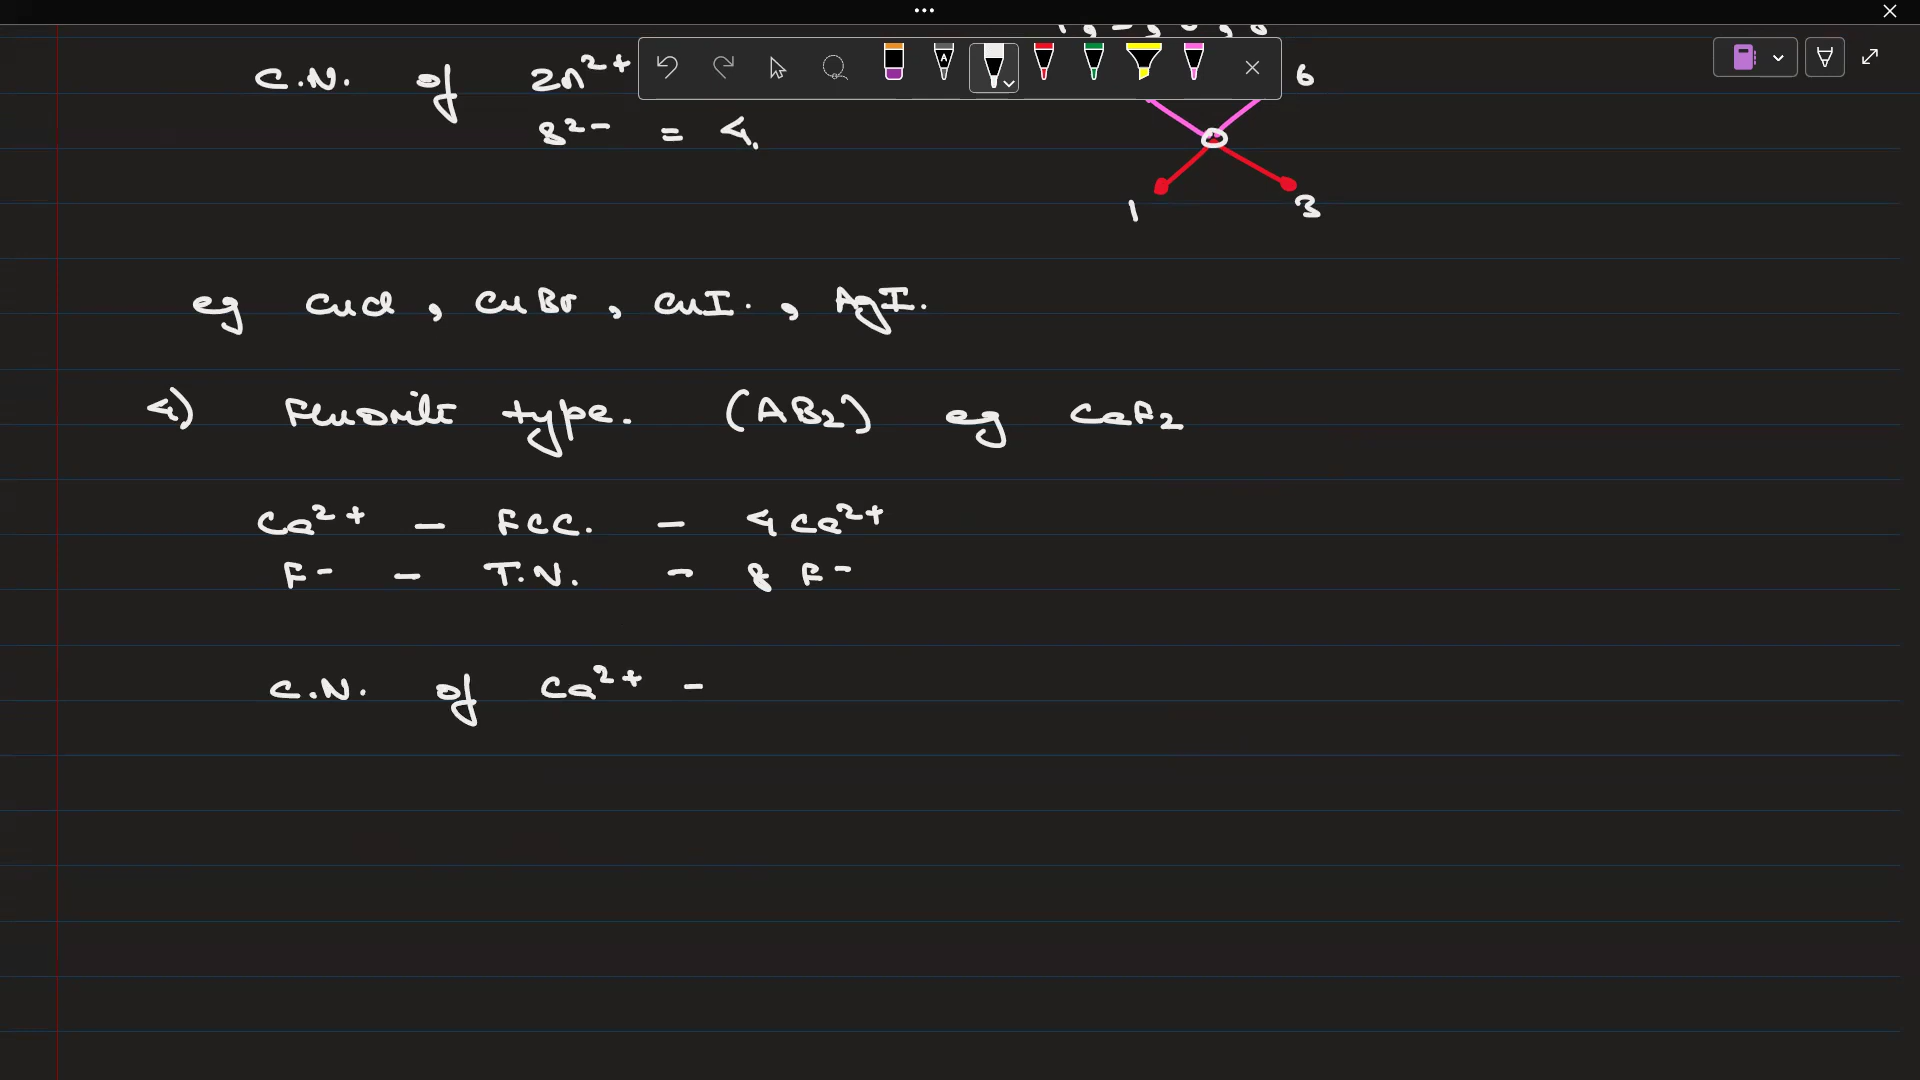 C.N. of Zn²⁺ 6
S²⁻ = 4.
1 3
eg CuCl , CuBr , CuI. , AgI.
4) Fluorite type. (AB₂) eg CaF₂
Ca²⁺ - FCC. - 4 Ca²⁺
F⁻ - T.V. - 8 F⁻
C.N. of Ca²⁺ -